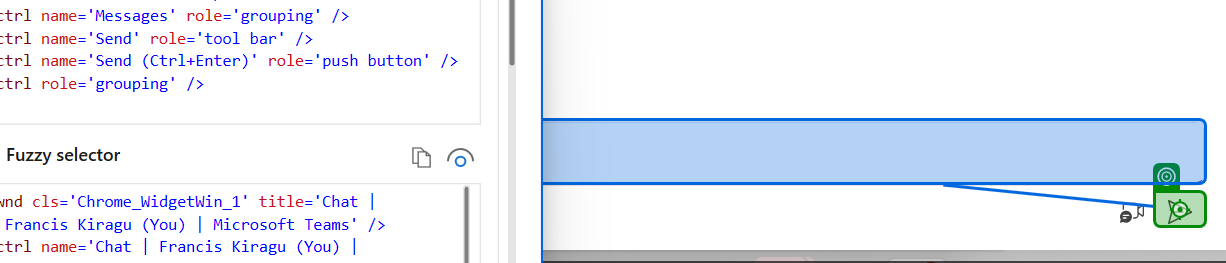 ctrl name='Messages' role='grouping' />
ctrl name='Send' role='tool bar' />
ctrl name='Send (Ctrl+Enter)' role='push button' />
ctrl role='grouping' />
Fuzzy selector
wnd cls='Chrome_WidgetWin_1' title='Chat |
Francis Kiragu (You) | Microsoft Teams' />
ctrl name='Chat | Francis Kiragu (You) |